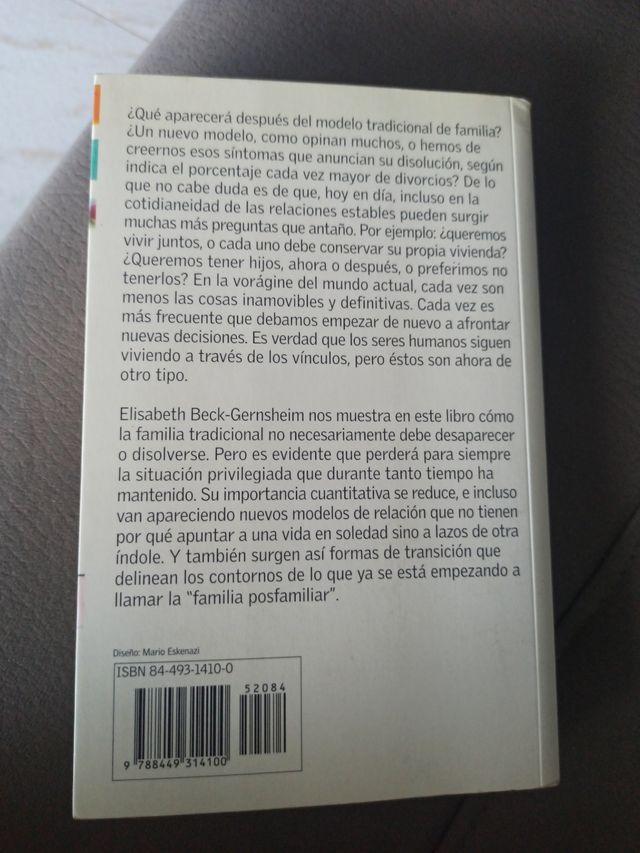 ¿Qué aparecerá después del modelo tradicional de familia?
¿Un nuevo modelo, como opinan muchos, o hemos de
creernos esos síntomas que anuncian su disolución, según
indica el porcentaje cada vez mayor de divorcios? De lo
que no cabe duda es de que, hoy en día, incluso en la
cotidianeidad de las relaciones estables pueden surgir
muchas más preguntas que antaño. Por ejemplo: ¿queremos
vivir juntos, o cada uno debe conservar su propia vivienda?
¿Queremos tener hijos, ahora o después, o preferimos no
tenerlos? En la vorágine del mundo actual, cada vez son
menos las cosas inamovibles y definitivas. Cada vez es
más frecuente que debamos empezar de nuevo a afrontar
nuevas decisiones. Es verdad que los seres humanos siguen
viviendo a través de los vínculos, pero éstos son ahora de
otro tipo.
Elisabeth Beck-Gernsheim nos muestra en este libro cómo
la familia tradicional no necesariamente debe desaparecer
o disolverse. Pero es evidente que perderá para siempre
la situación privilegiada que durante tanto tiempo ha
mantenido. Su importancia cuantitativa se reduce, e incluso
van apareciendo nuevos modelos de relación que no tienen
por qué apuntar a una vida en soledad sino a lazos de otra
índole. Y también surgen así formas de transición que
delinean los contornos de lo que ya se está empezando a
llamar la "familia posfamiliar".
Diseño: Mario Eskenazi
ISBN 84-493-1410-0
52084
9 788449 314100